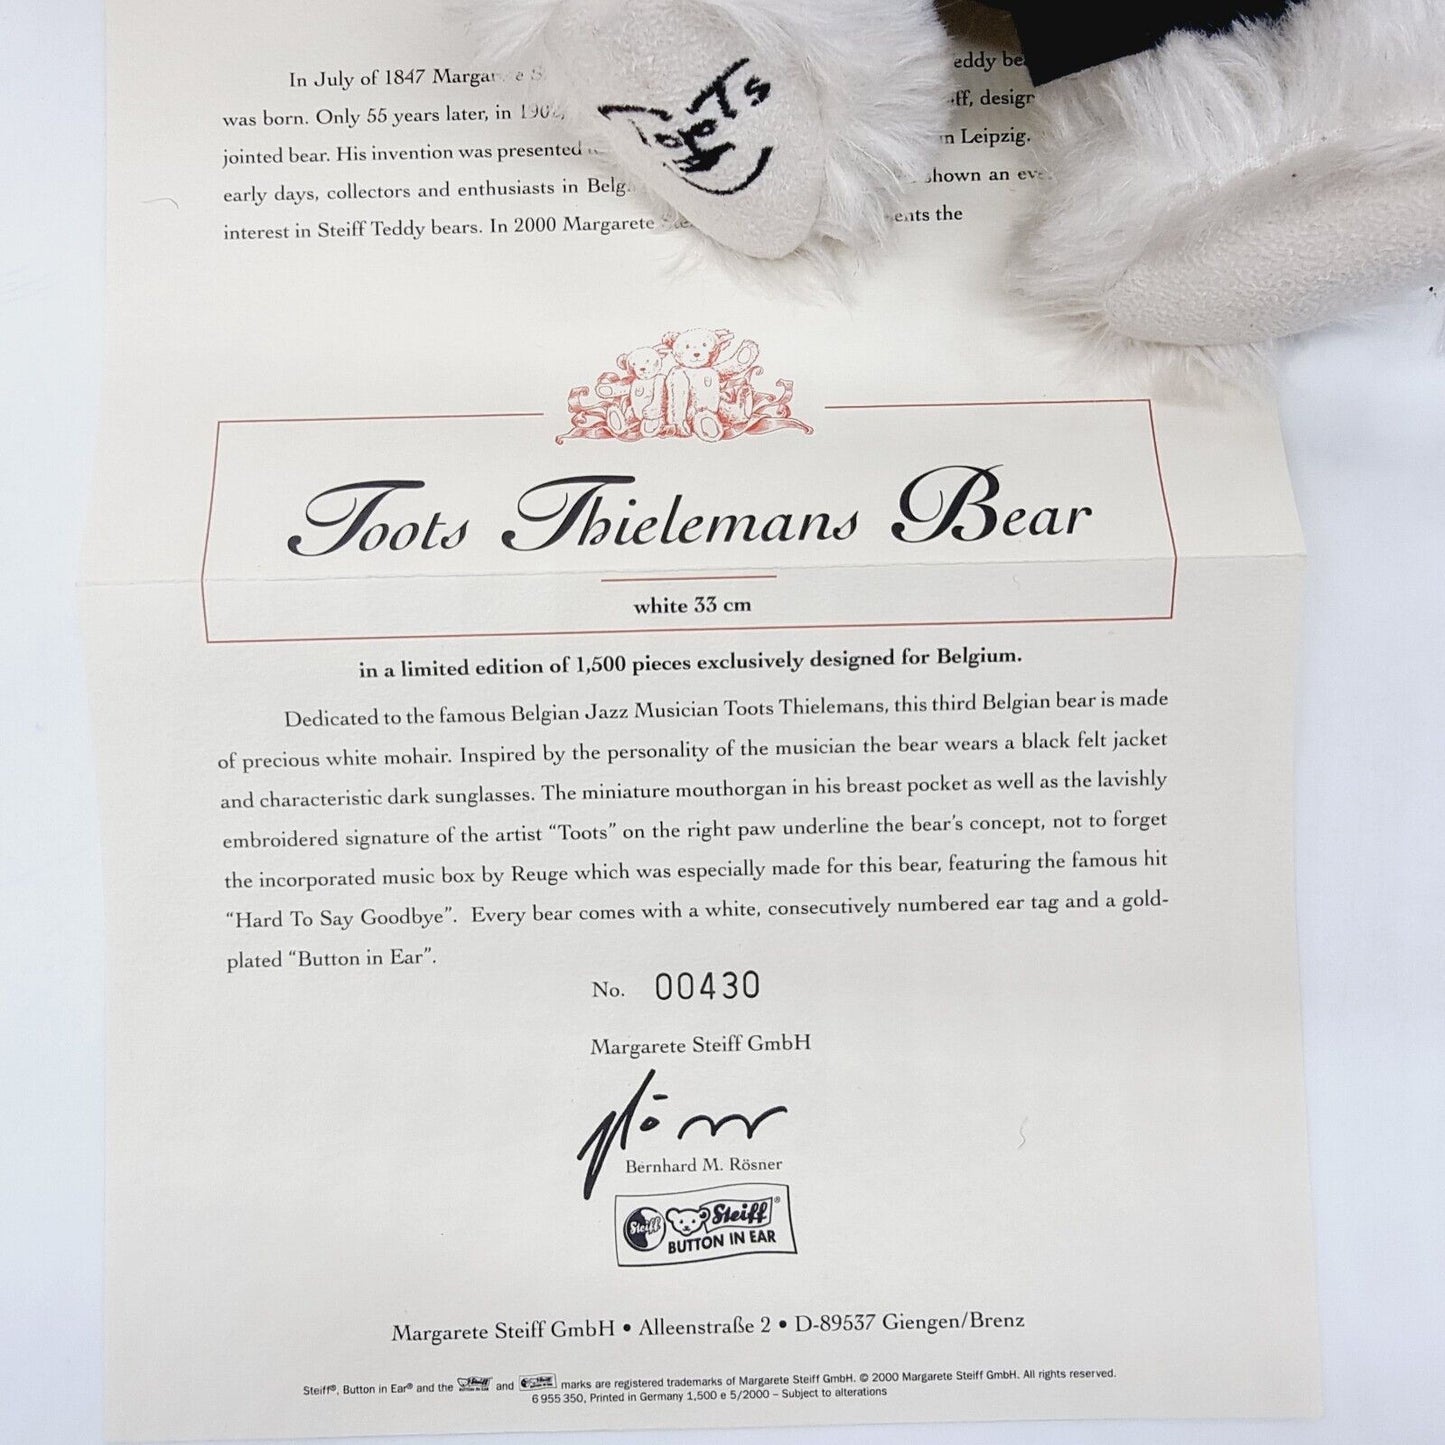 In July of 1847
eddy
was born. Only 55 years later, in
jointed bear. His invention was presented
in Leipzig.
early days, collectors and enthusiasts in
shown an
interest in Steiff Teddy bears. In 2000 Margarete
the
Toots
Toots Thielemans Bear
white 33 cm
in a limited edition of 1,500 pieces exclusively designed for Belgium.
Dedicated to the famous Belgian Jazz Musician Toots Thielemans, this third Belgian bear is made
of precious white mohair. Inspired by the personality of the musician the bear wears a black felt jacket
and characteristic dark sunglasses. The miniature mouthorgan in his breast pocket as well as the lavishly
embroidered signature of the artist “Toots” on the right paw underline the bear’s concept, not to forget
the incorporated music box by Reuge which was especially made for this bear, featuring the famous hit
“Hard To Say Goodbye”. Every bear comes with a white, consecutively numbered ear tag and a gold-
plated “Button in Ear”.
No. 00430
Margarete Steiff GmbH
Bernhard M. Rösner
Steiff Steiff®
BUTTON IN EAR
Margarete Steiff GmbH • Alleenstraße 2 • D-89537 Giengen/Brenz
Steiff®, Button in Ear® and the Steiff BUTTON IN EAR and marks are registered trademarks of Margarete Steiff GmbH. © 2000 Margarete Steiff GmbH. All rights reserved.
6 955 350, Printed in Germany 1,500 e 5/2000 – Subject to alterations